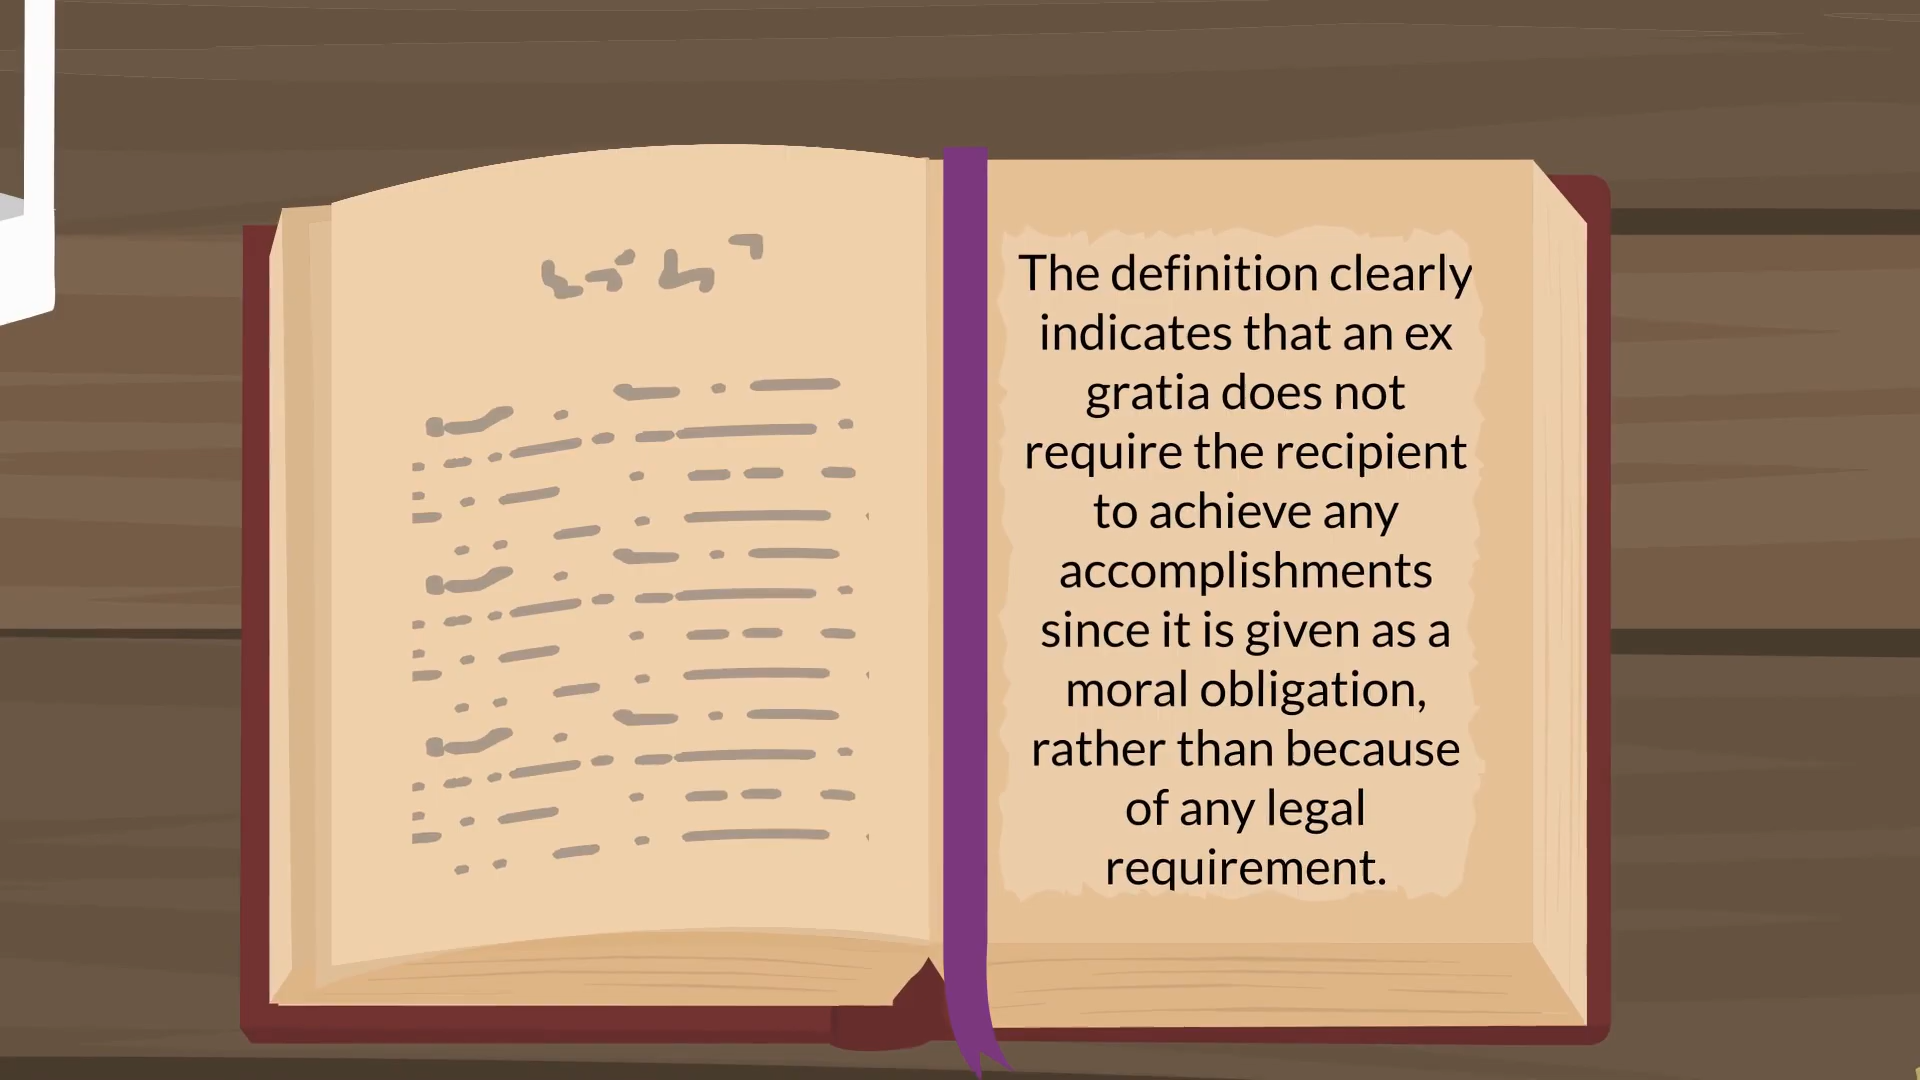 The definition clearly
indicates that an ex
gratia does not
require the recipient
to achieve any
accomplishments
since it is given as a
moral obligation,
rather than because
of any legal
requirement.